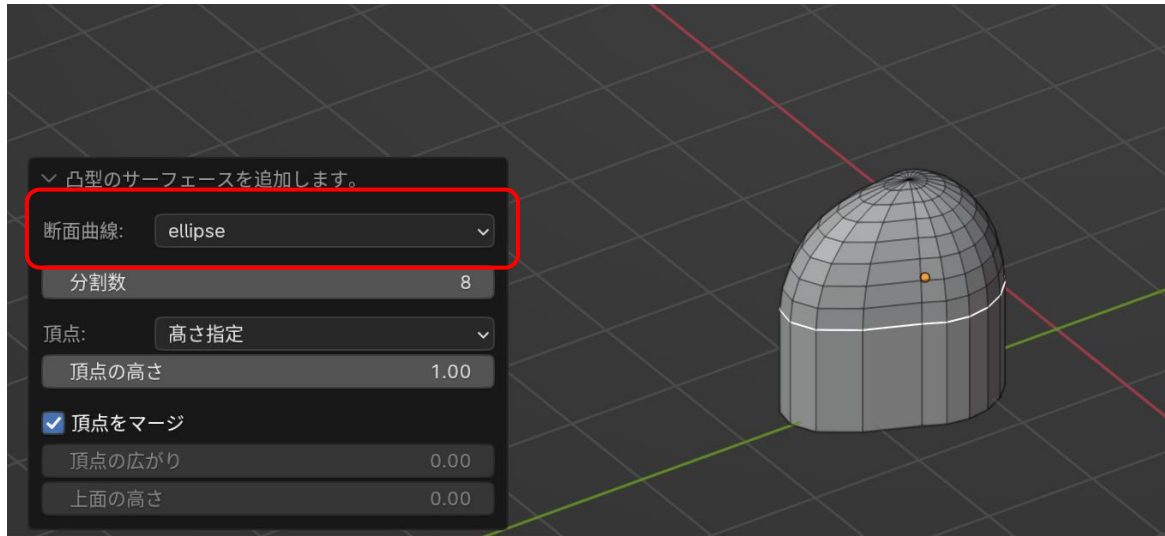 凸型のサーフェースを追加します。
断面曲線: ellipse
分割数 8
頂点: 髙さ指定
頂点の高さ 1.00
頂点をマージ
頂点の広がり 0.00
上面の高さ 0.00